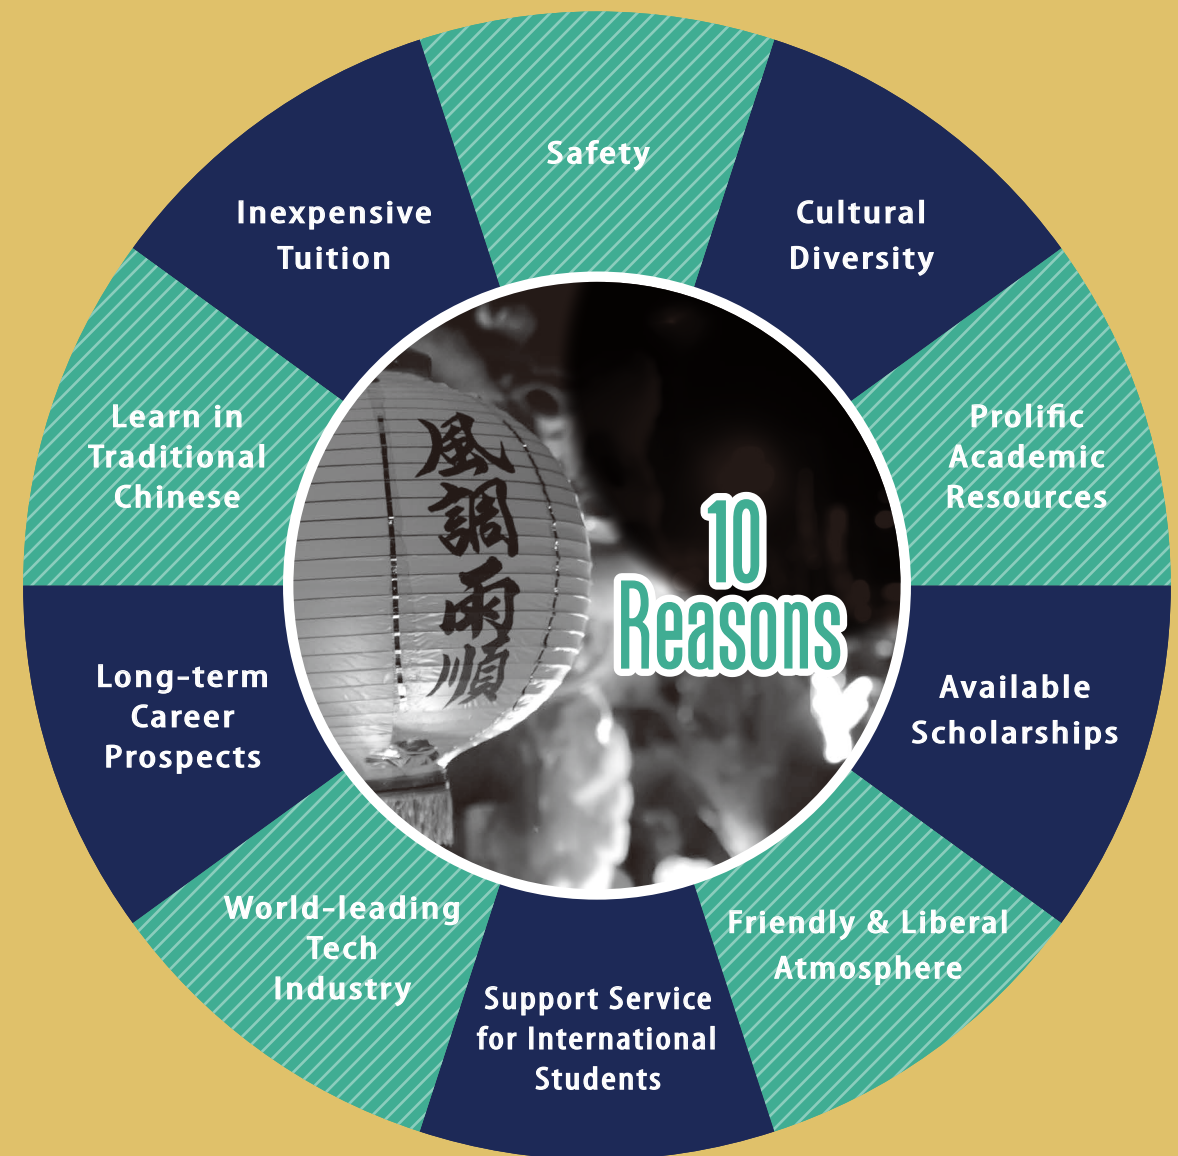 Safety
Cultural
Diversity
Prolific
Academic
Resources
Available
Scholarships
Friendly & Liberal
Atmosphere
Support Service
for International
Students
World-leading
Tech
Industry
Long-term
Career
Prospects
Learn in
Traditional
Chinese
Inexpensive
Tuition
風調雨順
10
Reasons